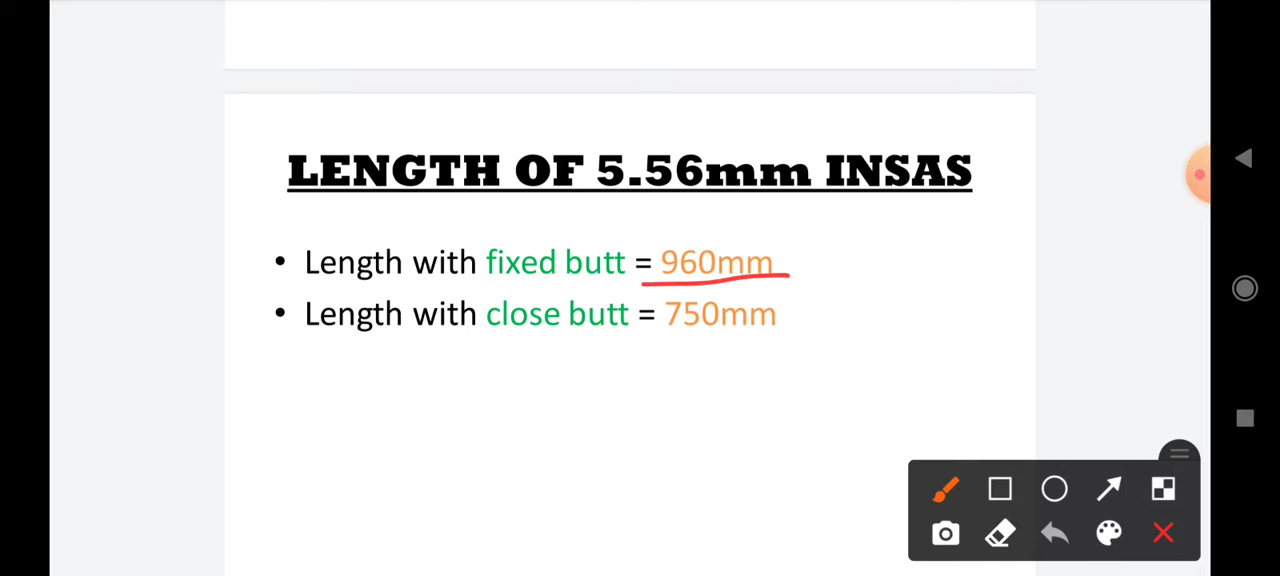 LENGTH OF 5.56mm INSAS
• Length with fixed butt = 960mm
• Length with close butt = 750mm